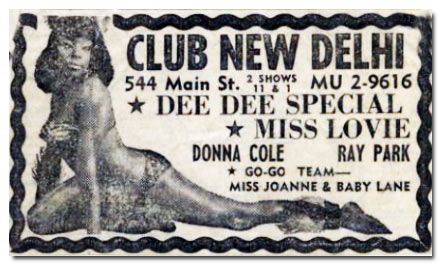 CLUB NEW DELHI
544 Main St. 2 SHOWS 11 & 1 MU 2-9616
★ DEE DEE SPECIAL
★ MISS LOVIE
DONNA COLE RAY PARK
★ GO-GO TEAM—
MISS JOANNE & BABY LANE